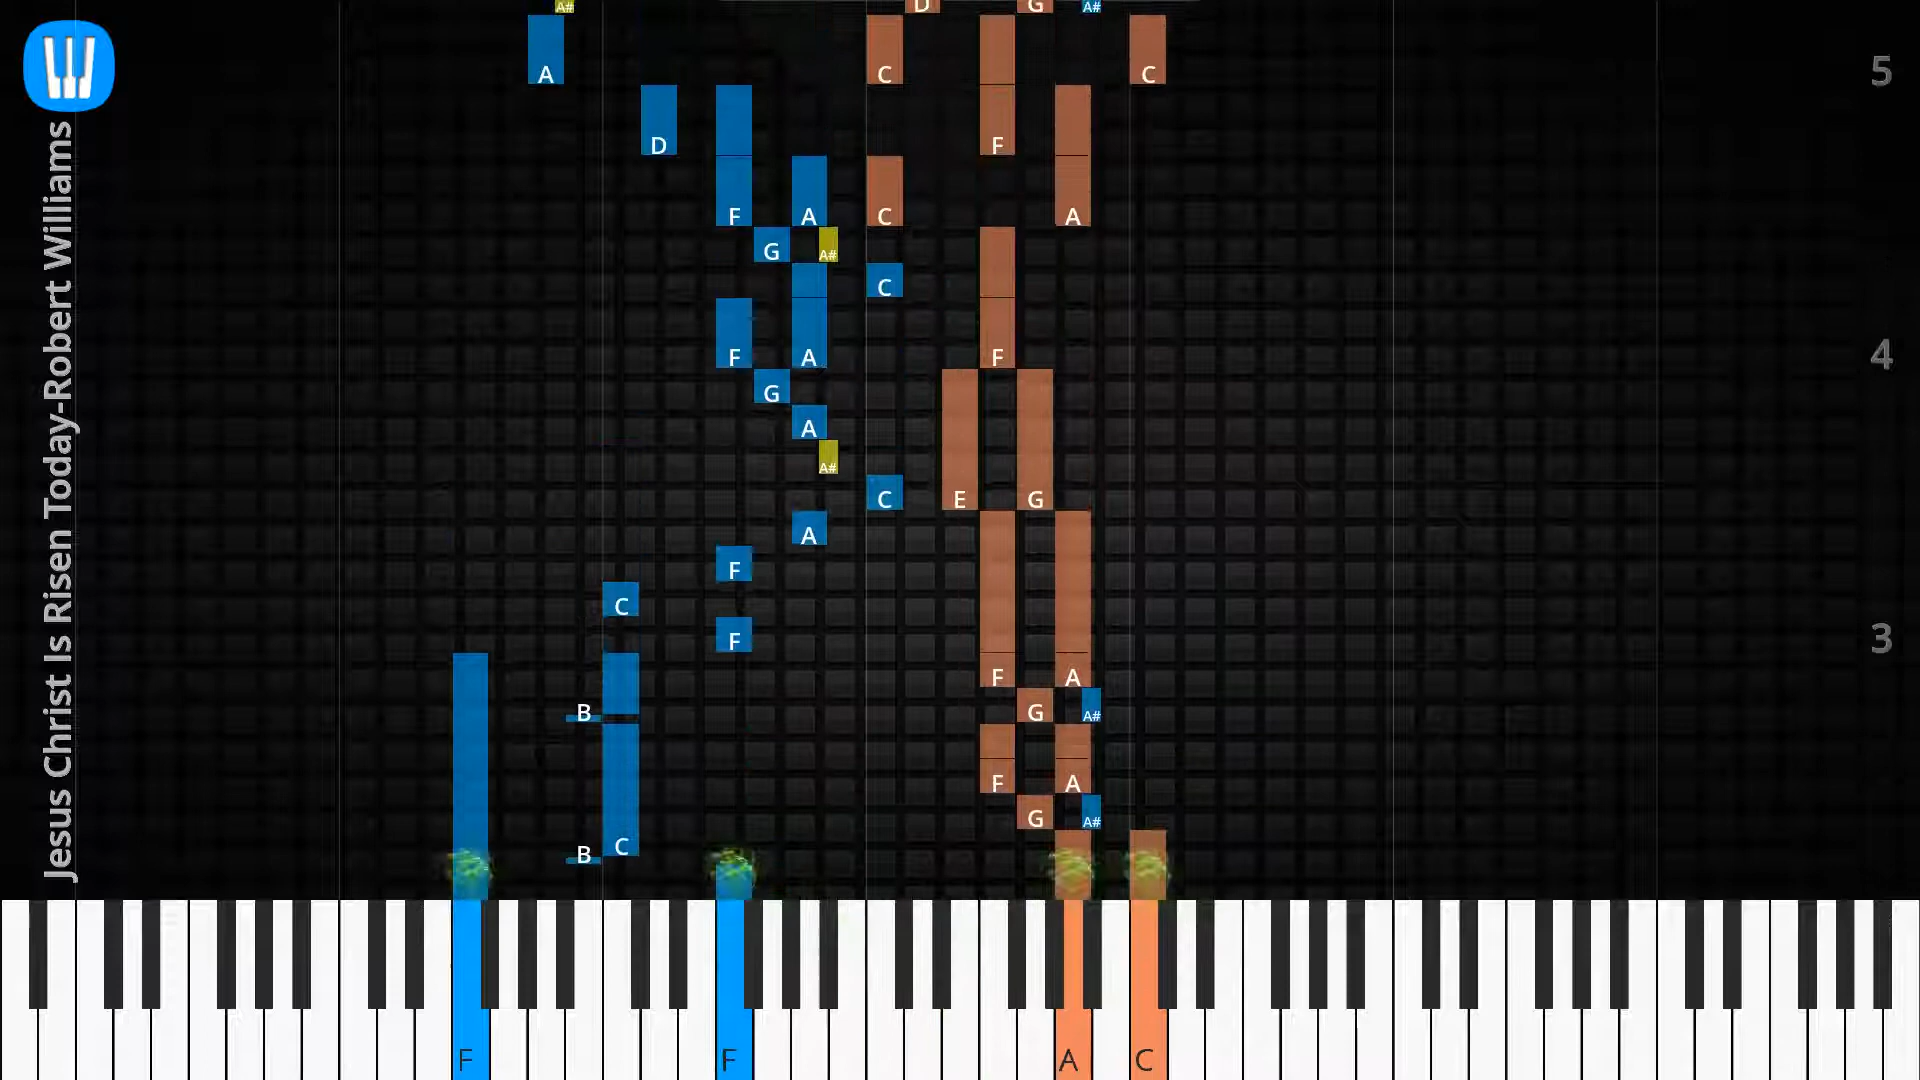 Jesus Christ Is Risen Today-Robert Williams
A# D G A#
A C C 5
D F
F A C A
G A#
C
F A F 4
G
A
A#
C E G
A
F
C
F 3
F A
B G A#
F A
G A#
B C
F F A C